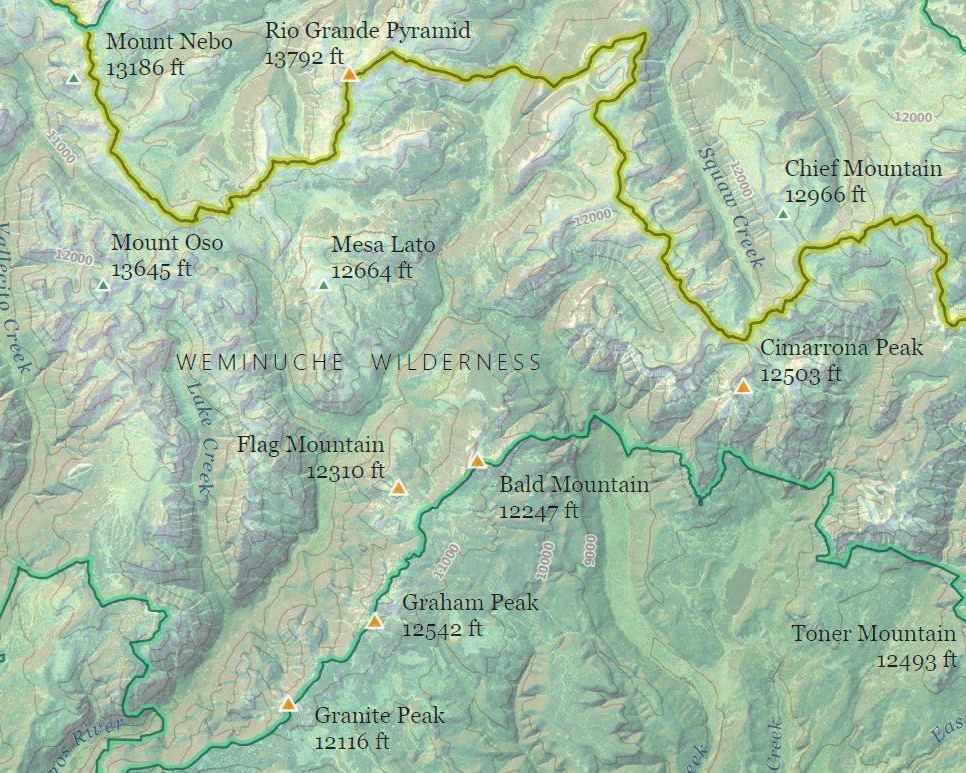 Rio Grande Pyramid
13792 ft
Mount Nebo
13186 ft
11000
12000
Chief Mountain
12966 ft
12000
Squaw Creek
12000
Mount Oso
13645 ft
Mesa Lato
12664 ft
12000
Vallecito Creek
WEMINUCHE WILDERNESS
Cimarrona Peak
12503 ft
Lake Creek
Flag Mountain
12310 ft
Bald Mountain
12247 ft
11000
10000
9000
Graham Peak
12542 ft
Toner Mountain
12493 ft
Granite Peak
12116 ft
nos River
eek
Creek
Eas